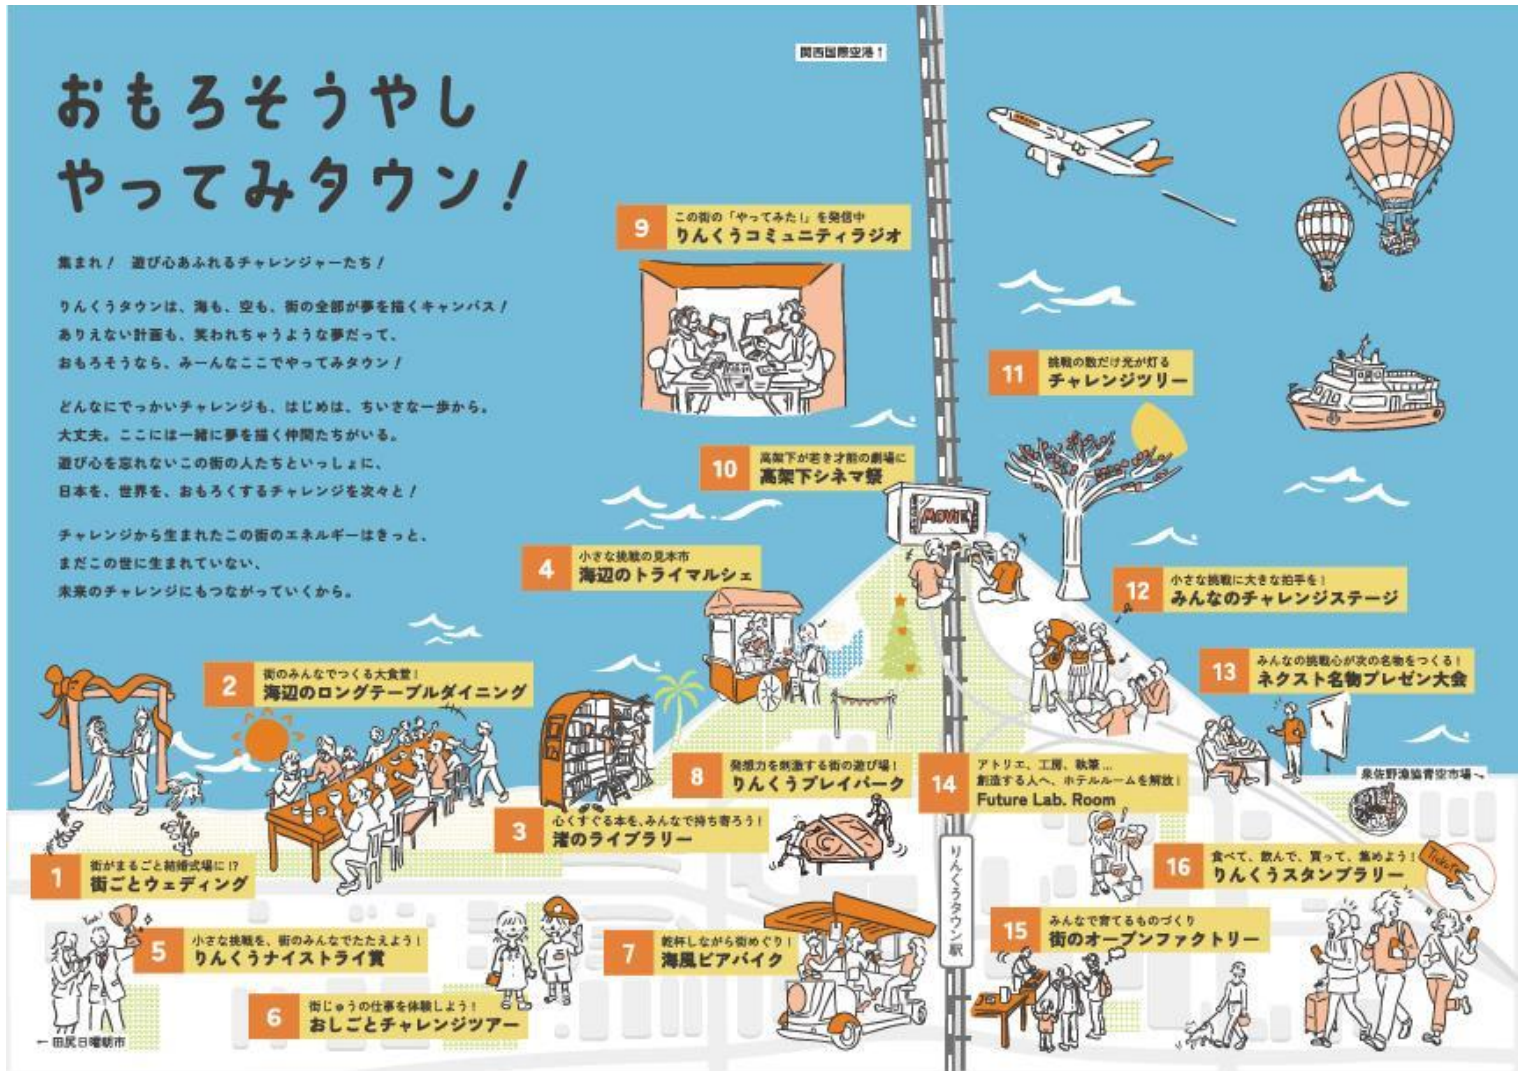 関西国際空港↑
おもろそうやし
やってみタウン!
集まれ! 遊び心あふれるチャレンジャーたち!
りんくうタウンは、海も、空も、街の全部が夢を描くキャンバス!
ありえない計画も、笑われちゃうような夢だって、
おもろそうなら、みーんなここでやってみタウン!
どんなにでっかいチャレンジも、はじめは、ちいさな一歩から。
大丈夫。ここには一緒に夢を描く仲間たちがいる。
遊び心を忘れないこの街の人たちといっしょに、
日本を、世界を、おもろくするチャレンジを次々と!
チャレンジから生まれたこの街のエネルギーはきっと、
まだこの世に生まれていない、
未来のチャレンジにもつながっていくから。
9
この街の「やってみた!」を発信中
りんくうコミュニティラジオ
11
挑戦の数だけ光が灯る
チャレンジツリー
10
高架下が若き才能の劇場に
高架下シネマ祭
MOVIE
4
小さな挑戦の見本市
海辺のトライマルシェ
12
小さな挑戦に大きな拍手を!
みんなのチャレンジステージ
2
街のみんなでつくる大食堂!
海辺のロングテーブルダイニング
13
みんなの挑戦心が次の名物をつくる!
ネクスト名物プレゼン大会
8
発想力を刺激する街の遊び場!
りんくうプレイパーク
14
アトリエ、工房、執筆...
創造する人へ、ホテルルームを解放!
Future Lab. Room
泉佐野漁協青空市場→
3
心くすぐる本を、みんなで持ち寄ろう!
渚のライブラリー
1
街がまるごと結婚式場に!?
街ごとウェディング
16
食べて、飲んで、買って、集めよう!
りんくうスタンプラリー
Ticket
りんくうタウン駅
5
小さな挑戦を、街のみんなでたたえよう!
りんくうナイストライ賞
7
乾杯しながら街めぐり!
海風ビアバイク
15
みんなで育てるものづくり
街のオープンファクトリー
6
街じゅうの仕事を体験しよう!
おしごとチャレンジツアー
←田尻日曜朝市